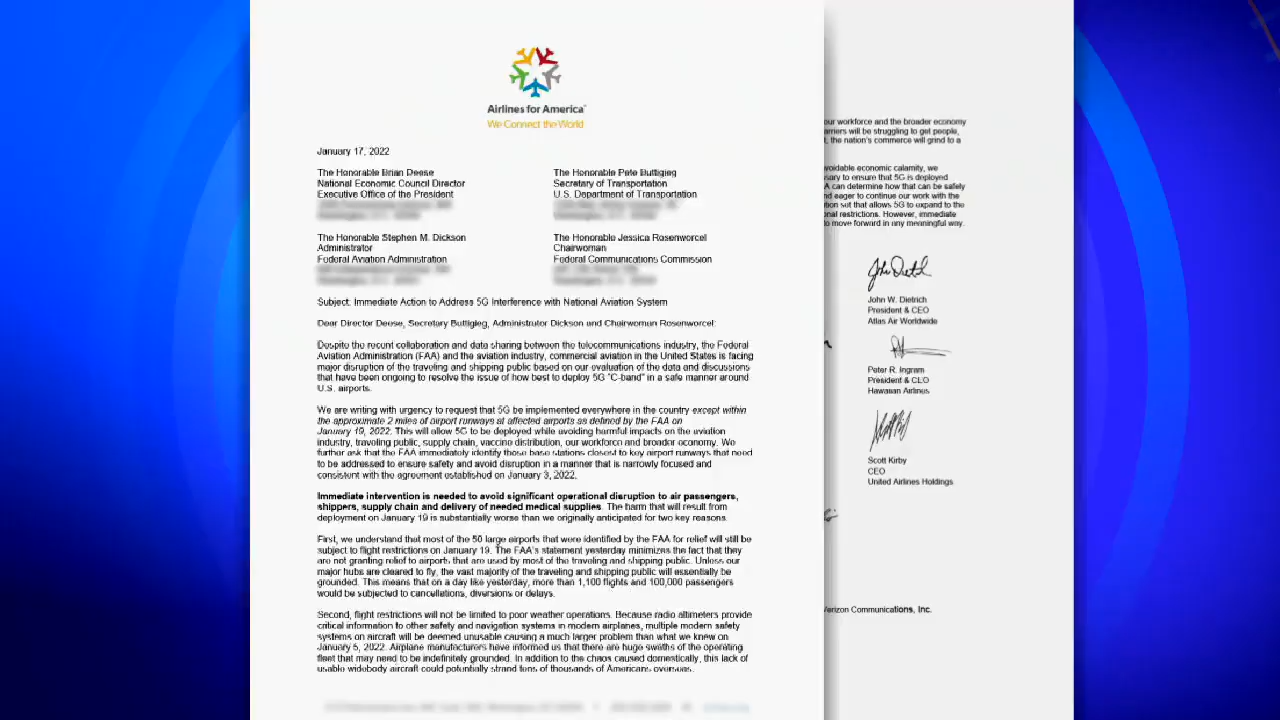 Airlines for America
We Connect the World
January 17, 2022
The Honorable Brian Deese
National Economic Council Director
Executive Office of the President
The Honorable Pete Buttigieg
Secretary of Transportation
U.S. Department of Transportation
The Honorable Stephen M. Dickson
Administrator
Federal Aviation Administration
The Honorable Jessica Rosenworcel
Chairwoman
Federal Communications Commission
Subject: Immediate Action to Address 5G Interference with National Aviation System
Dear Director Deese, Secretary Buttigieg, Administrator Dickson and Chairwoman Rosenworcel:
Despite the recent collaboration and data sharing between the telecommunications industry, the Federal
Aviation Administration (FAA) and the aviation industry, commercial aviation in the United States is facing
major disruption of the traveling and shipping public based on our evaluation of the data and discussions
that have been ongoing to resolve the issue of how best to deploy 5G "C-band" in a safe manner around
U.S. airports.
We are writing with urgency to request that 5G be implemented everywhere in the country except within
the approximate 2 miles of airport runways at affected airports as defined by the FAA on
January 19, 2022. This will allow 5G to be deployed while avoiding harmful impacts on the aviation
industry, traveling public, supply chain, vaccine distribution, our workforce and broader economy. We
further ask that the FAA immediately identify those base stations closest to key airport runways that need
to be addressed to ensure safety and avoid disruption in a manner that is narrowly focused and
consistent with the agreement established on January 3, 2022.
Immediate intervention is needed to avoid significant operational disruption to air passengers,
shippers, supply chain and delivery of needed medical supplies. The harm that will result from
deployment on January 19 is substantially worse than we originally anticipated for two key reasons.
First, we understand that most of the 50 large airports that were identified by the FAA for relief will still be
subject to flight restrictions on January 19. The FAA's statement yesterday minimizes the fact that they
are not granting relief to airports that are used by most of the traveling and shipping public. Unless our
major hubs are cleared to fly, the vast majority of the traveling and shipping public will essentially be
grounded. This means that on a day like yesterday, more than 1,100 flights and 100,000 passengers
would be subjected to cancellations, diversions or delays.
Second, flight restrictions will not be limited to poor weather operations. Because radio altimeters provide
critical information to other safety and navigation systems in modern airplanes, multiple modern safety
systems on aircraft will be deemed unusable causing a much larger problem than what we knew on
January 5, 2022. Airplane manufacturers have informed us that there are huge swaths of the operating
fleet that may need to be indefinitely grounded. In addition to the chaos caused domestically, this lack of
usable widebody aircraft could potentially strand tens of thousands of Americans overseas.
our workforce and the broader economy
arriers will be struggling to get people,
, the nation's commerce will grind to a
voidable economic calamity, we
sary to ensure that 5G is deployed
A can determine how that can be safely
nd eager to continue our work with the
tion set that allows 5G to expand to the
onal restrictions. However, immediate
to move forward in any meaningful way.
John W. Dietrich
President & CEO
Atlas Air Worldwide
Peter R. Ingram
President & CEO
Hawaiian Airlines
Scott Kirby
CEO
United Airlines Holdings
Verizon Communications, Inc.